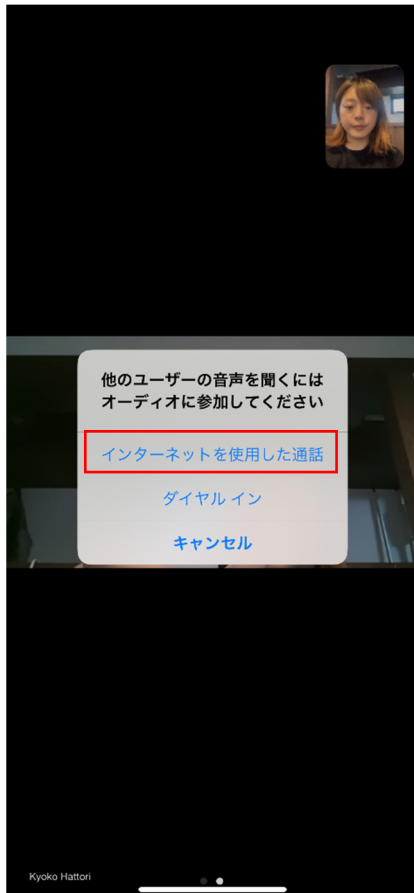 他のユーザーの音声を聞くには
オーディオに参加してください
インターネットを使用した通話
ダイヤル イン
キャンセル
Kyoko Hattori